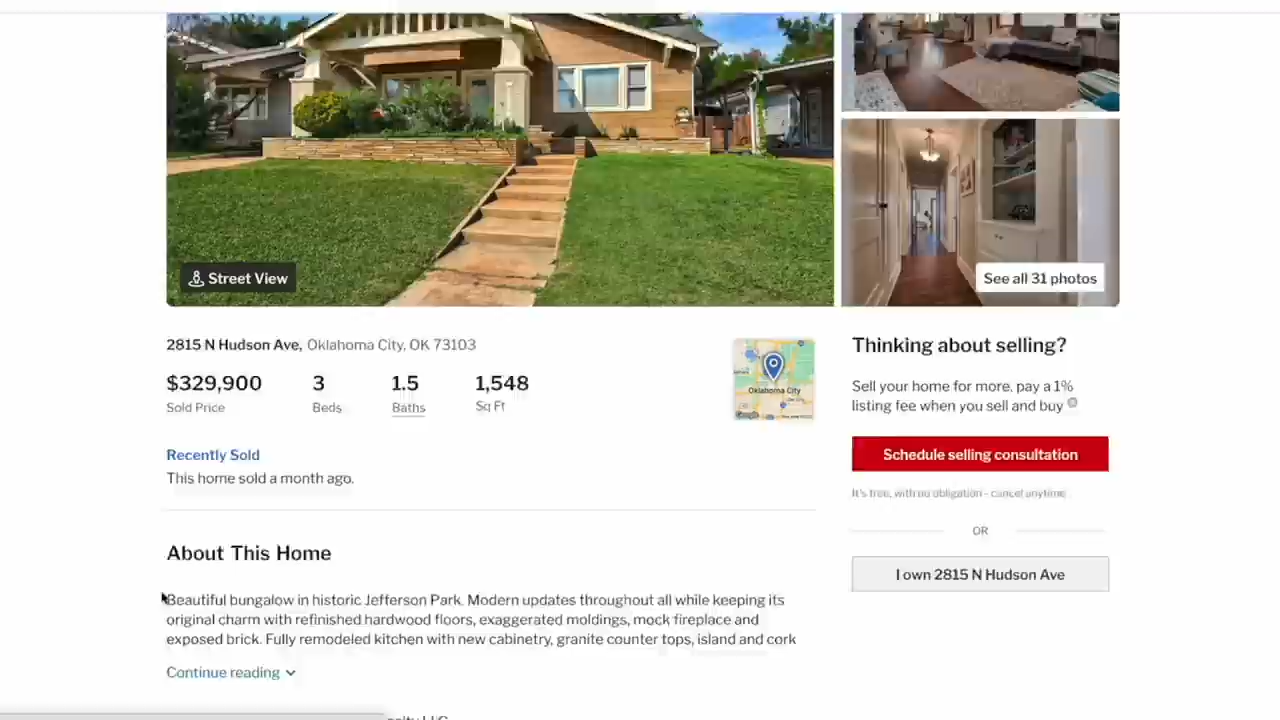 Street View
See all 31 photos
2815 N Hudson Ave, Oklahoma City, OK 73103
$329,900 3 1.5 1,548
Sold Price Beds Baths Sq Ft
Oklahoma City
Recently Sold
This home sold a month ago.
About This Home
Beautiful bungalow in historic Jefferson Park. Modern updates throughout all while keeping its
original charm with refinished hardwood floors, exaggerated moldings, mock fireplace and
exposed brick. Fully remodeled kitchen with new cabinetry, granite counter tops, island and cork
Continue reading
Thinking about selling?
Sell your home for more, pay a 1%
listing fee when you sell and buy
Schedule selling consultation
It's free, with no obligation - cancel anytime
OR
I own 2815 N Hudson Ave